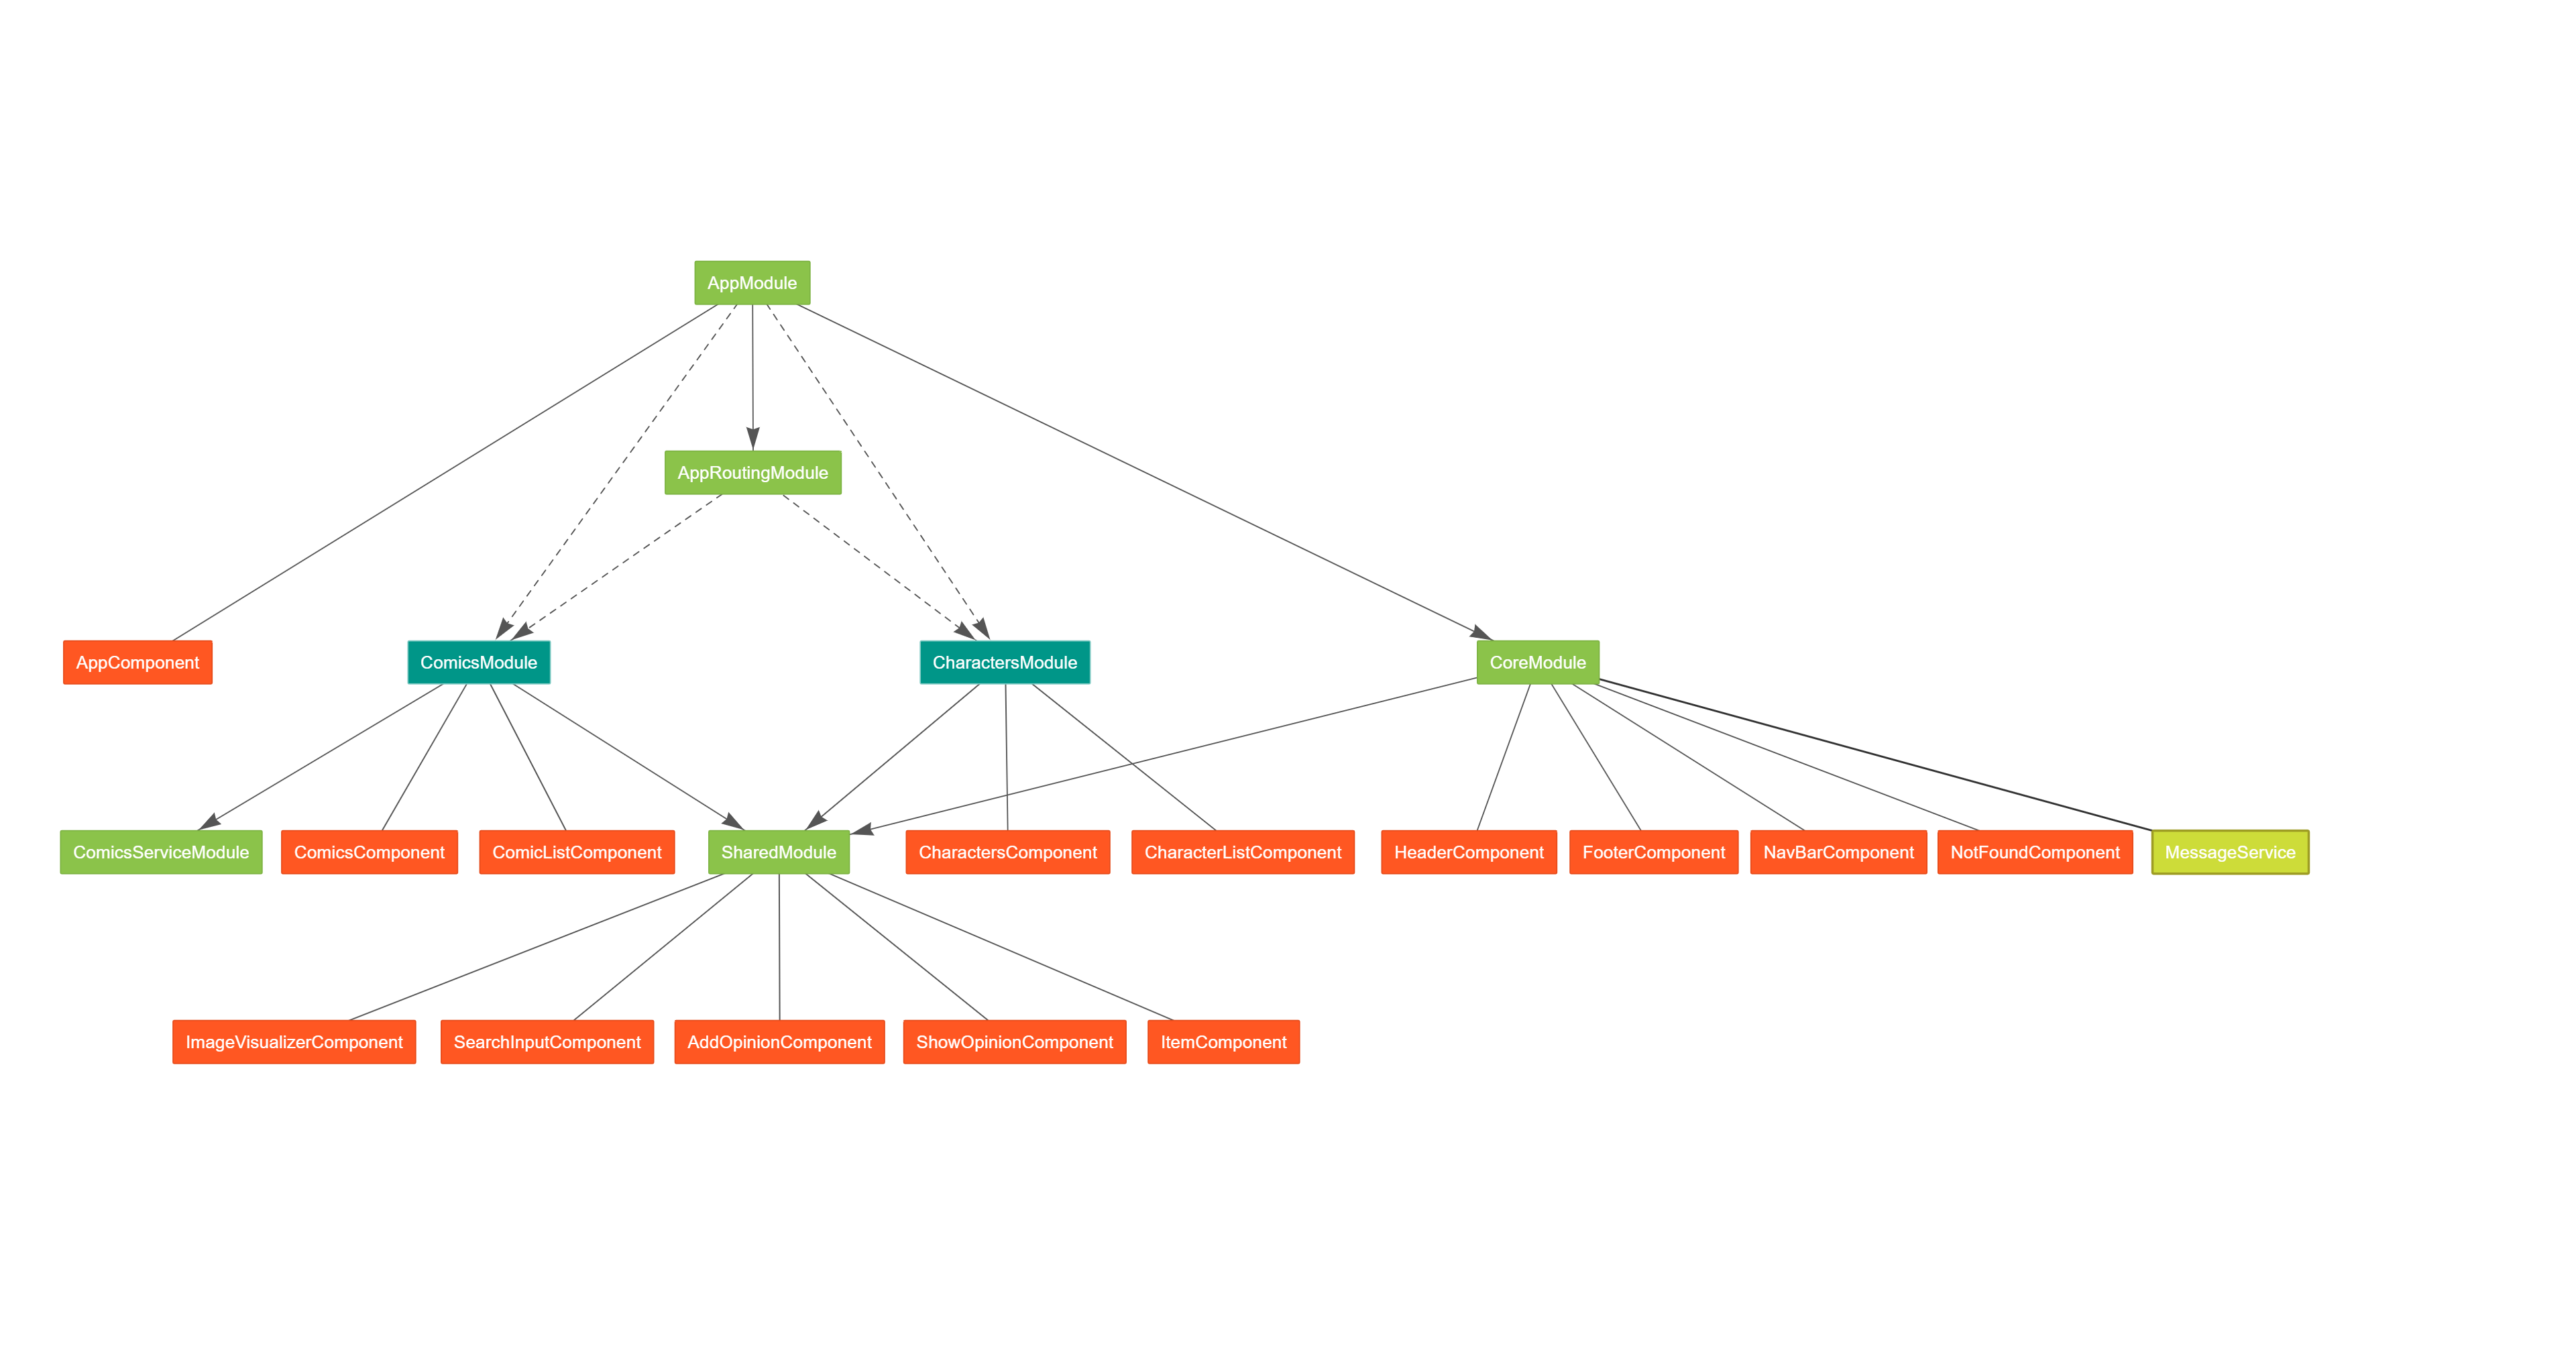 AppModule
AppRoutingModule
AppComponent
ComicsModule
CharactersModule
CoreModule
ComicsServiceModule
ComicsComponent
ComicListComponent
SharedModule
CharactersComponent
CharacterListComponent
HeaderComponent
FooterComponent
NavBarComponent
NotFoundComponent
MessageService
ImageVisualizerComponent
SearchInputComponent
AddOpinionComponent
ShowOpinionComponent
ItemComponent